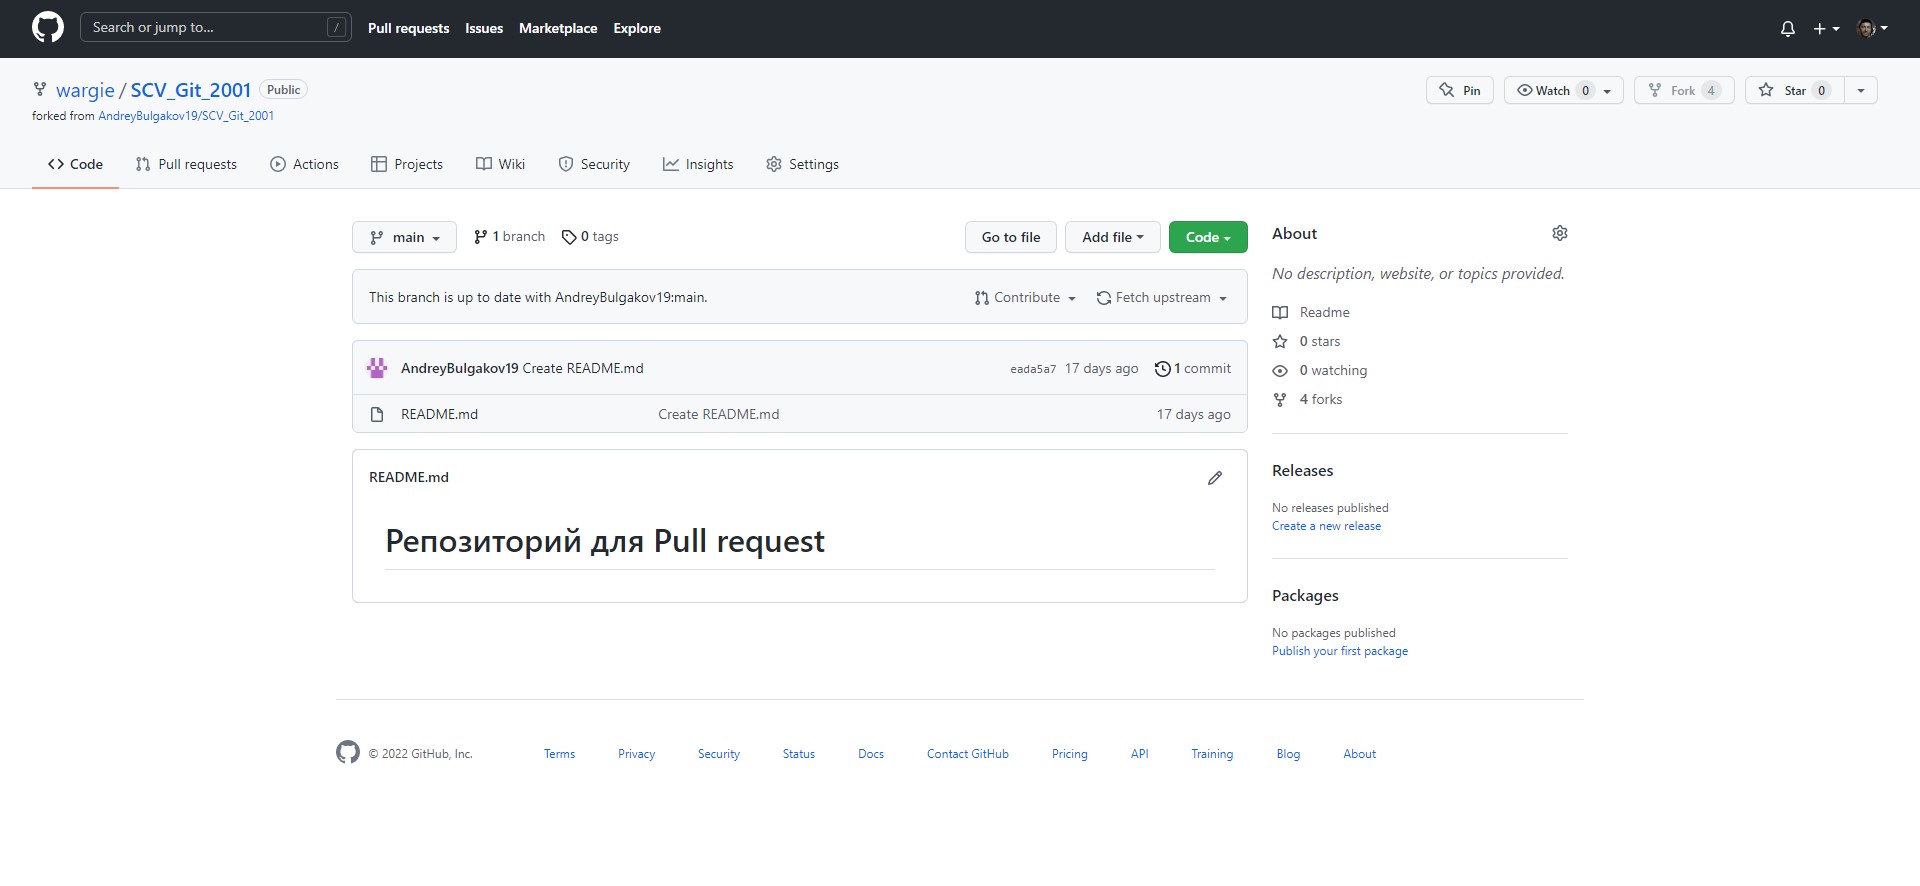 Search or jump to... /
Pull requests Issues Marketplace Explore
wargie / SCV_Git_2001 Public
Pin Watch 0 Fork 4 Star 0
forked from AndreyBulgakov19/SCV_Git_2001
Code Pull requests Actions Projects Wiki Security Insights Settings
main 1 branch 0 tags Go to file Add file Code
This branch is up to date with AndreyBulgakov19:main. Contribute Fetch upstream
AndreyBulgakov19 Create README.md eada5a7 17 days ago 1 commit
README.md Create README.md 17 days ago
README.md
Репозиторий для Pull request
About
No description, website, or topics provided.
Readme
0 stars
0 watching
4 forks
Releases
No releases published
Create a new release
Packages
No packages published
Publish your first package
© 2022 GitHub, Inc. Terms Privacy Security Status Docs Contact GitHub Pricing API Training Blog About